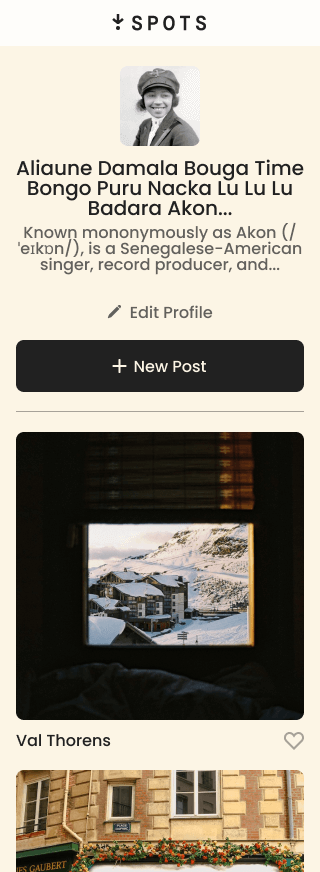 SPOTS
Aliaune Damala Bouga Time
Bongo Puru Nacka Lu Lu Lu
Badara Akon...
Known mononymously as Akon (/
ˈeɪkɒn/), is a Senegalese-American
singer, record producer, and...
Edit Profile
+ New Post
Val Thorens
GAUBERT